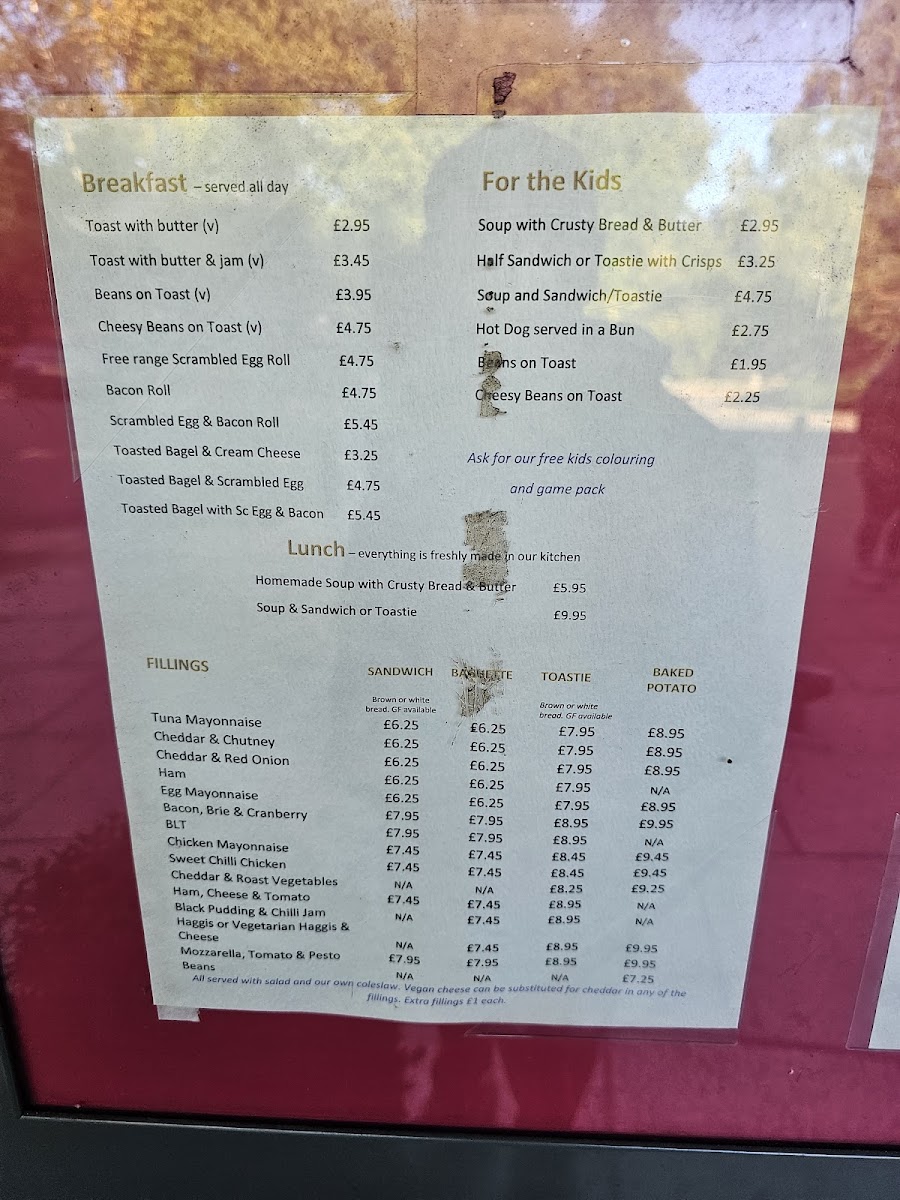 Breakfast – served all day
Toast with butter (v) £2.95
Toast with butter & jam (v) £3.45
Beans on Toast (v) £3.95
Cheesy Beans on Toast (v) £4.75
Free range Scrambled Egg Roll £4.75
Bacon Roll £4.75
Scrambled Egg & Bacon Roll £5.45
Toasted Bagel & Cream Cheese £3.25
Toasted Bagel & Scrambled Egg £4.75
Toasted Bagel with Sc Egg & Bacon £5.45
For the Kids
Soup with Crusty Bread & Butter £2.95
Half Sandwich or Toastie with Crisps £3.25
Soup and Sandwich/Toastie £4.75
Hot Dog served in a Bun £2.75
Beans on Toast £1.95
Cheesy Beans on Toast £2.25
Ask for our free kids colouring
and game pack
Lunch – everything is freshly made in our kitchen
Homemade Soup with Crusty Bread & Butter £5.95
Soup & Sandwich or Toastie £9.95
FILLINGS SANDWICH BAGUETTE TOASTIE BAKED
POTATO
Brown or white Brown or white
bread. GF available bread. GF available
Tuna Mayonnaise £6.25 £6.25 £7.95 £8.95
Cheddar & Chutney £6.25 £6.25 £7.95 £8.95
Cheddar & Red Onion £6.25 £6.25 £7.95 £8.95
Ham £6.25 £6.25 £7.95 N/A
Egg Mayonnaise £6.25 £6.25 £7.95 £8.95
Bacon, Brie & Cranberry £7.95 £7.95 £8.95 £9.95
BLT £7.95 £7.95 £8.95 N/A
Chicken Mayonnaise £7.45 £7.45 £8.45 £9.45
Sweet Chilli Chicken £7.45 £7.45 £8.45 £9.45
Cheddar & Roast Vegetables N/A N/A £8.25 £9.25
Ham, Cheese & Tomato £7.45 £7.45 £8.95 N/A
Black Pudding & Chilli Jam N/A £7.45 £8.95 N/A
Haggis or Vegetarian Haggis &
Cheese N/A £7.45 £8.95 £9.95
Mozzarella, Tomato & Pesto £7.95 £7.95 £8.95 £9.95
Beans N/A N/A N/A £7.25
All served with salad and our own coleslaw. Vegan cheese can be substituted for cheddar in any of the
fillings. Extra fillings £1 each.